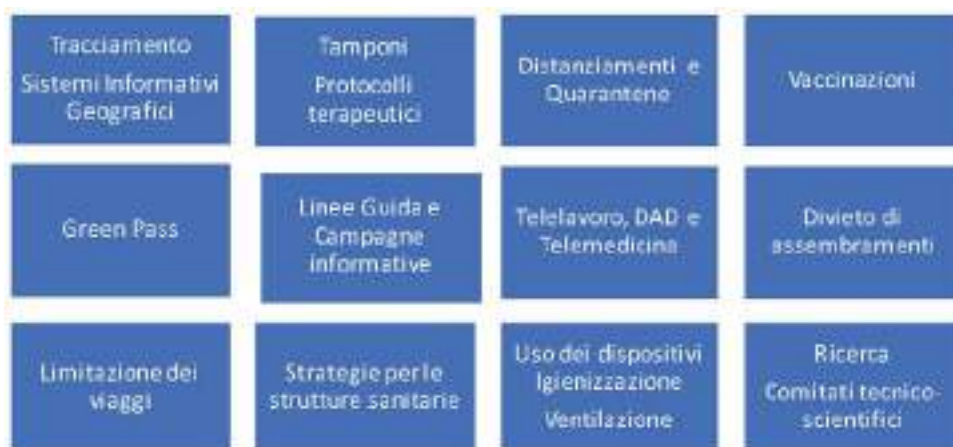 Tracciamento
Sistemi Informativi
Geografici
Tamponi
Protocolli
terapeutici
Distanziamenti e
Quarantene
Vaccinazioni
Green Pass
Linee Guida e
Campagne
informative
Telelavoro, DAD e
Telemedicina
Divieto di
assembramenti
Limitazione dei
viaggi
Strategie per le
strutture sanitarie
Uso dei dispositivi
Igienizzazione
Ventilazione
Ricerca
Comitati tecnico-
scientifici